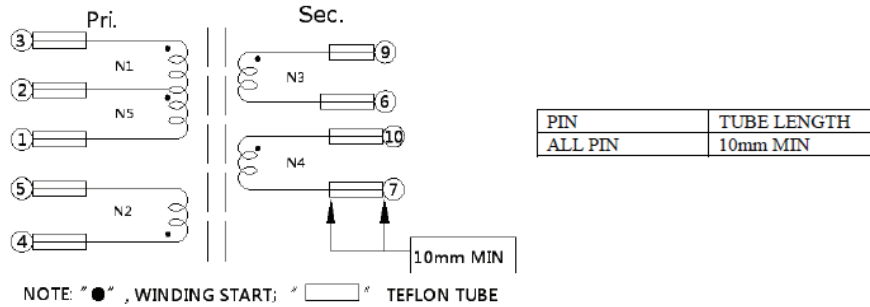 Pri. Sec.
3
N1
2
N5
1
5
N2
4
9
N3
6
10
N4
7
10mm MIN
PIN TUBE LENGTH
ALL PIN 10mm MIN
NOTE: "●" , WINDING START; " " TEFLON TUBE